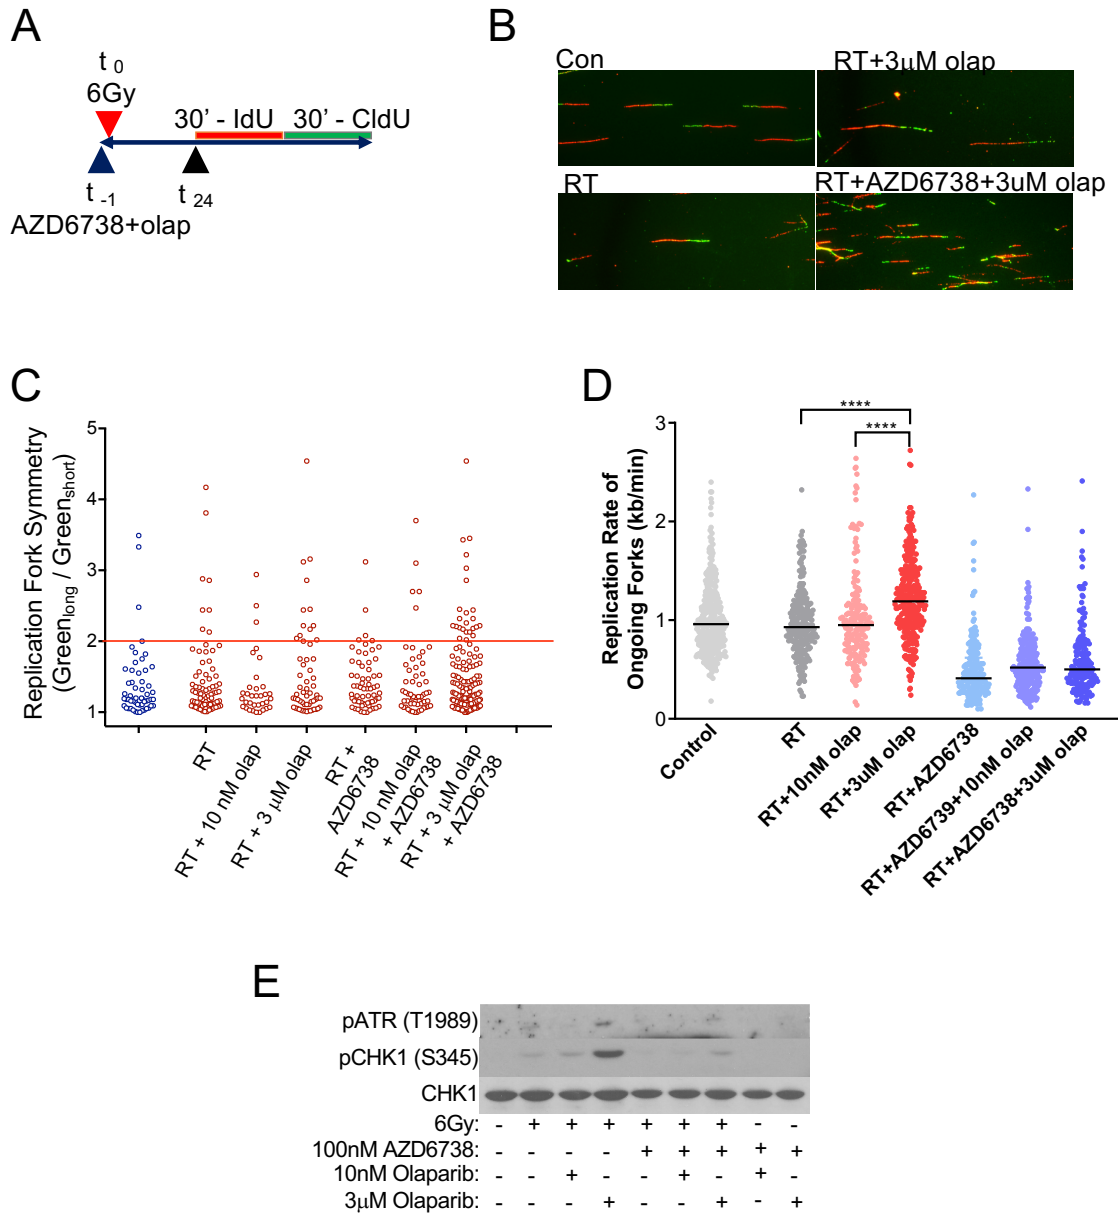 A
t 0
6Gy
30' - IdU 30' - CldU
t -1
t 24
AZD6738+olap
B
Con
RT+3μM olap
RT
RT+AZD6738+3uM olap
C
Replication Fork Symmetry
(Green long / Green short)
5
4
3
2
1
RT
RT + 10 nM olap
RT + 3 μM olap
RT +
AZD6738
RT + 10 nM olap
+ AZD6738
RT + 3 μM olap
+ AZD6738
D
Replication Rate of
Ongoing Forks (kb/min)
3
2
1
0
****
****
Control
RT
RT+10nM olap
RT+3uM olap
RT+AZD6738
RT+AZD6739+10nM olap
RT+AZD6738+3uM olap
E
pATR (T1989)
pCHK1 (S345)
CHK1
6Gy: - + + + + + + - -
100nM AZD6738: - - - - + + + + +
10nM Olaparib: - - + - - + - + -
3μM Olaparib: - - - + - - + - +